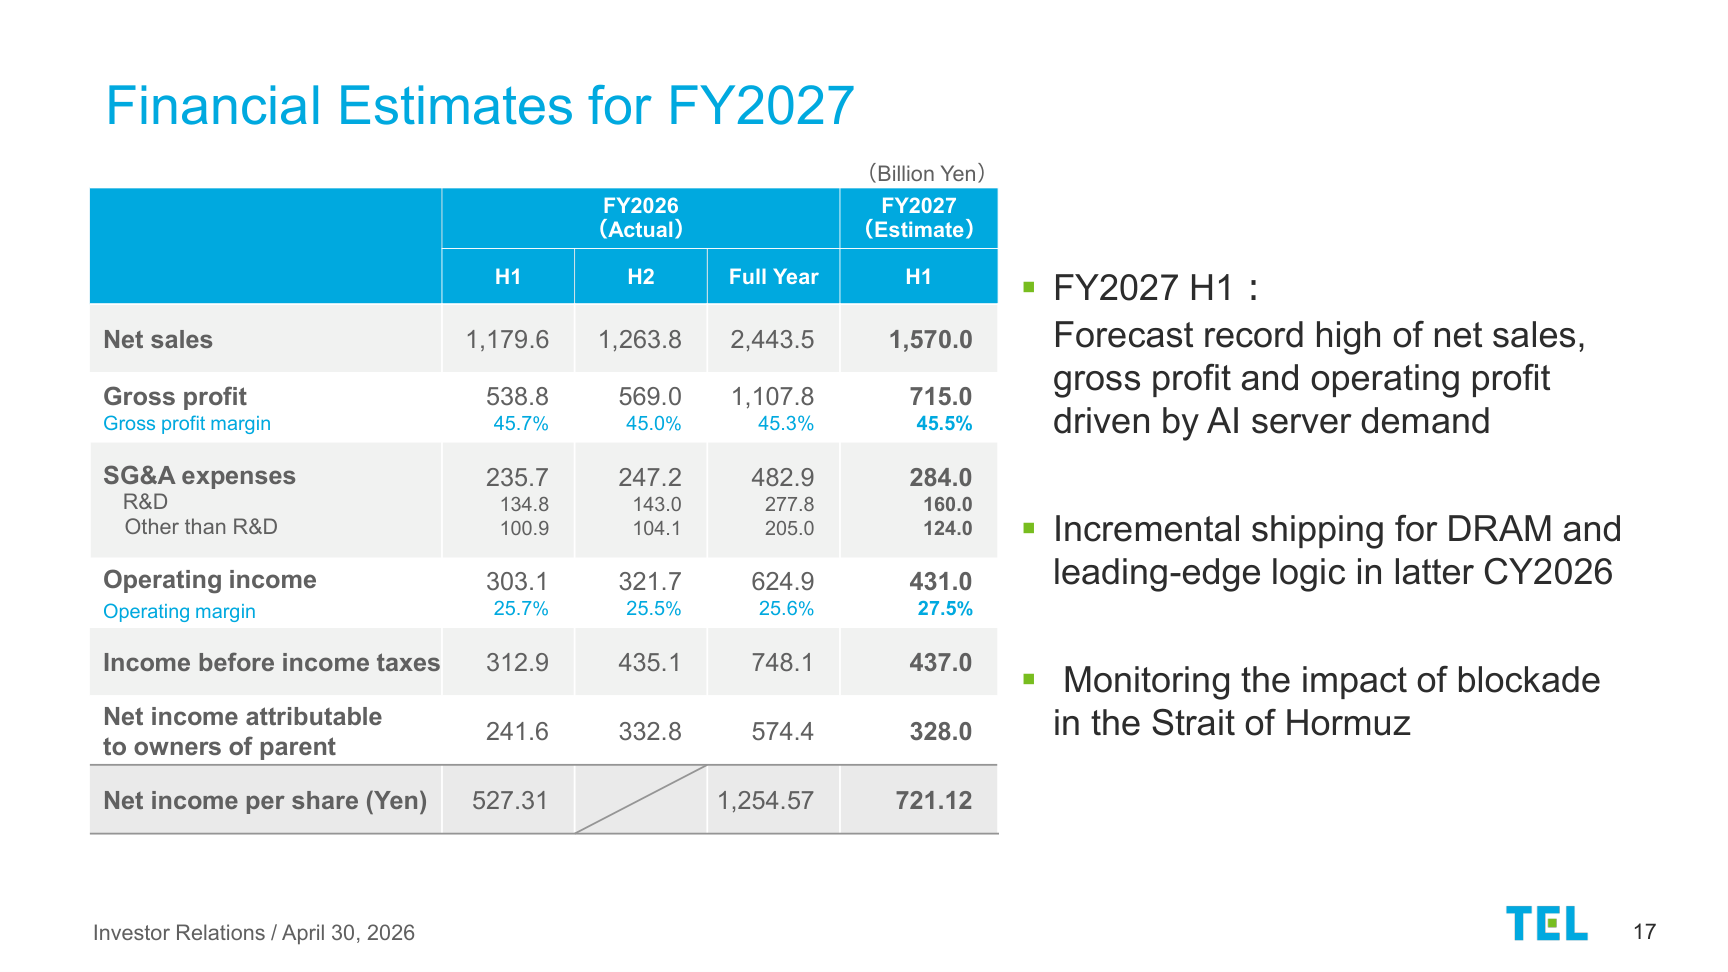 Financial Estimates for FY2027
（Billion Yen）
FY2026
（Actual）
FY2027
（Estimate）
H1 H2 Full Year H1
Net sales 1,179.6 1,263.8 2,443.5 1,570.0
Gross profit 538.8 569.0 1,107.8 715.0
Gross profit margin 45.7% 45.0% 45.3% 45.5%
SG&A expenses 235.7 247.2 482.9 284.0
R&D 134.8 143.0 277.8 160.0
Other than R&D 100.9 104.1 205.0 124.0
Operating income 303.1 321.7 624.9 431.0
Operating margin 25.7% 25.5% 25.6% 27.5%
Income before income taxes 312.9 435.1 748.1 437.0
Net income attributable
to owners of parent 241.6 332.8 574.4 328.0
Net income per share (Yen) 527.31 1,254.57 721.12
▪ FY2027 H1：
Forecast record high of net sales,
gross profit and operating profit
driven by AI server demand
▪ Incremental shipping for DRAM and
leading-edge logic in latter CY2026
▪ Monitoring the impact of blockade
in the Strait of Hormuz
Investor Relations / April 30, 2026
TEL
17